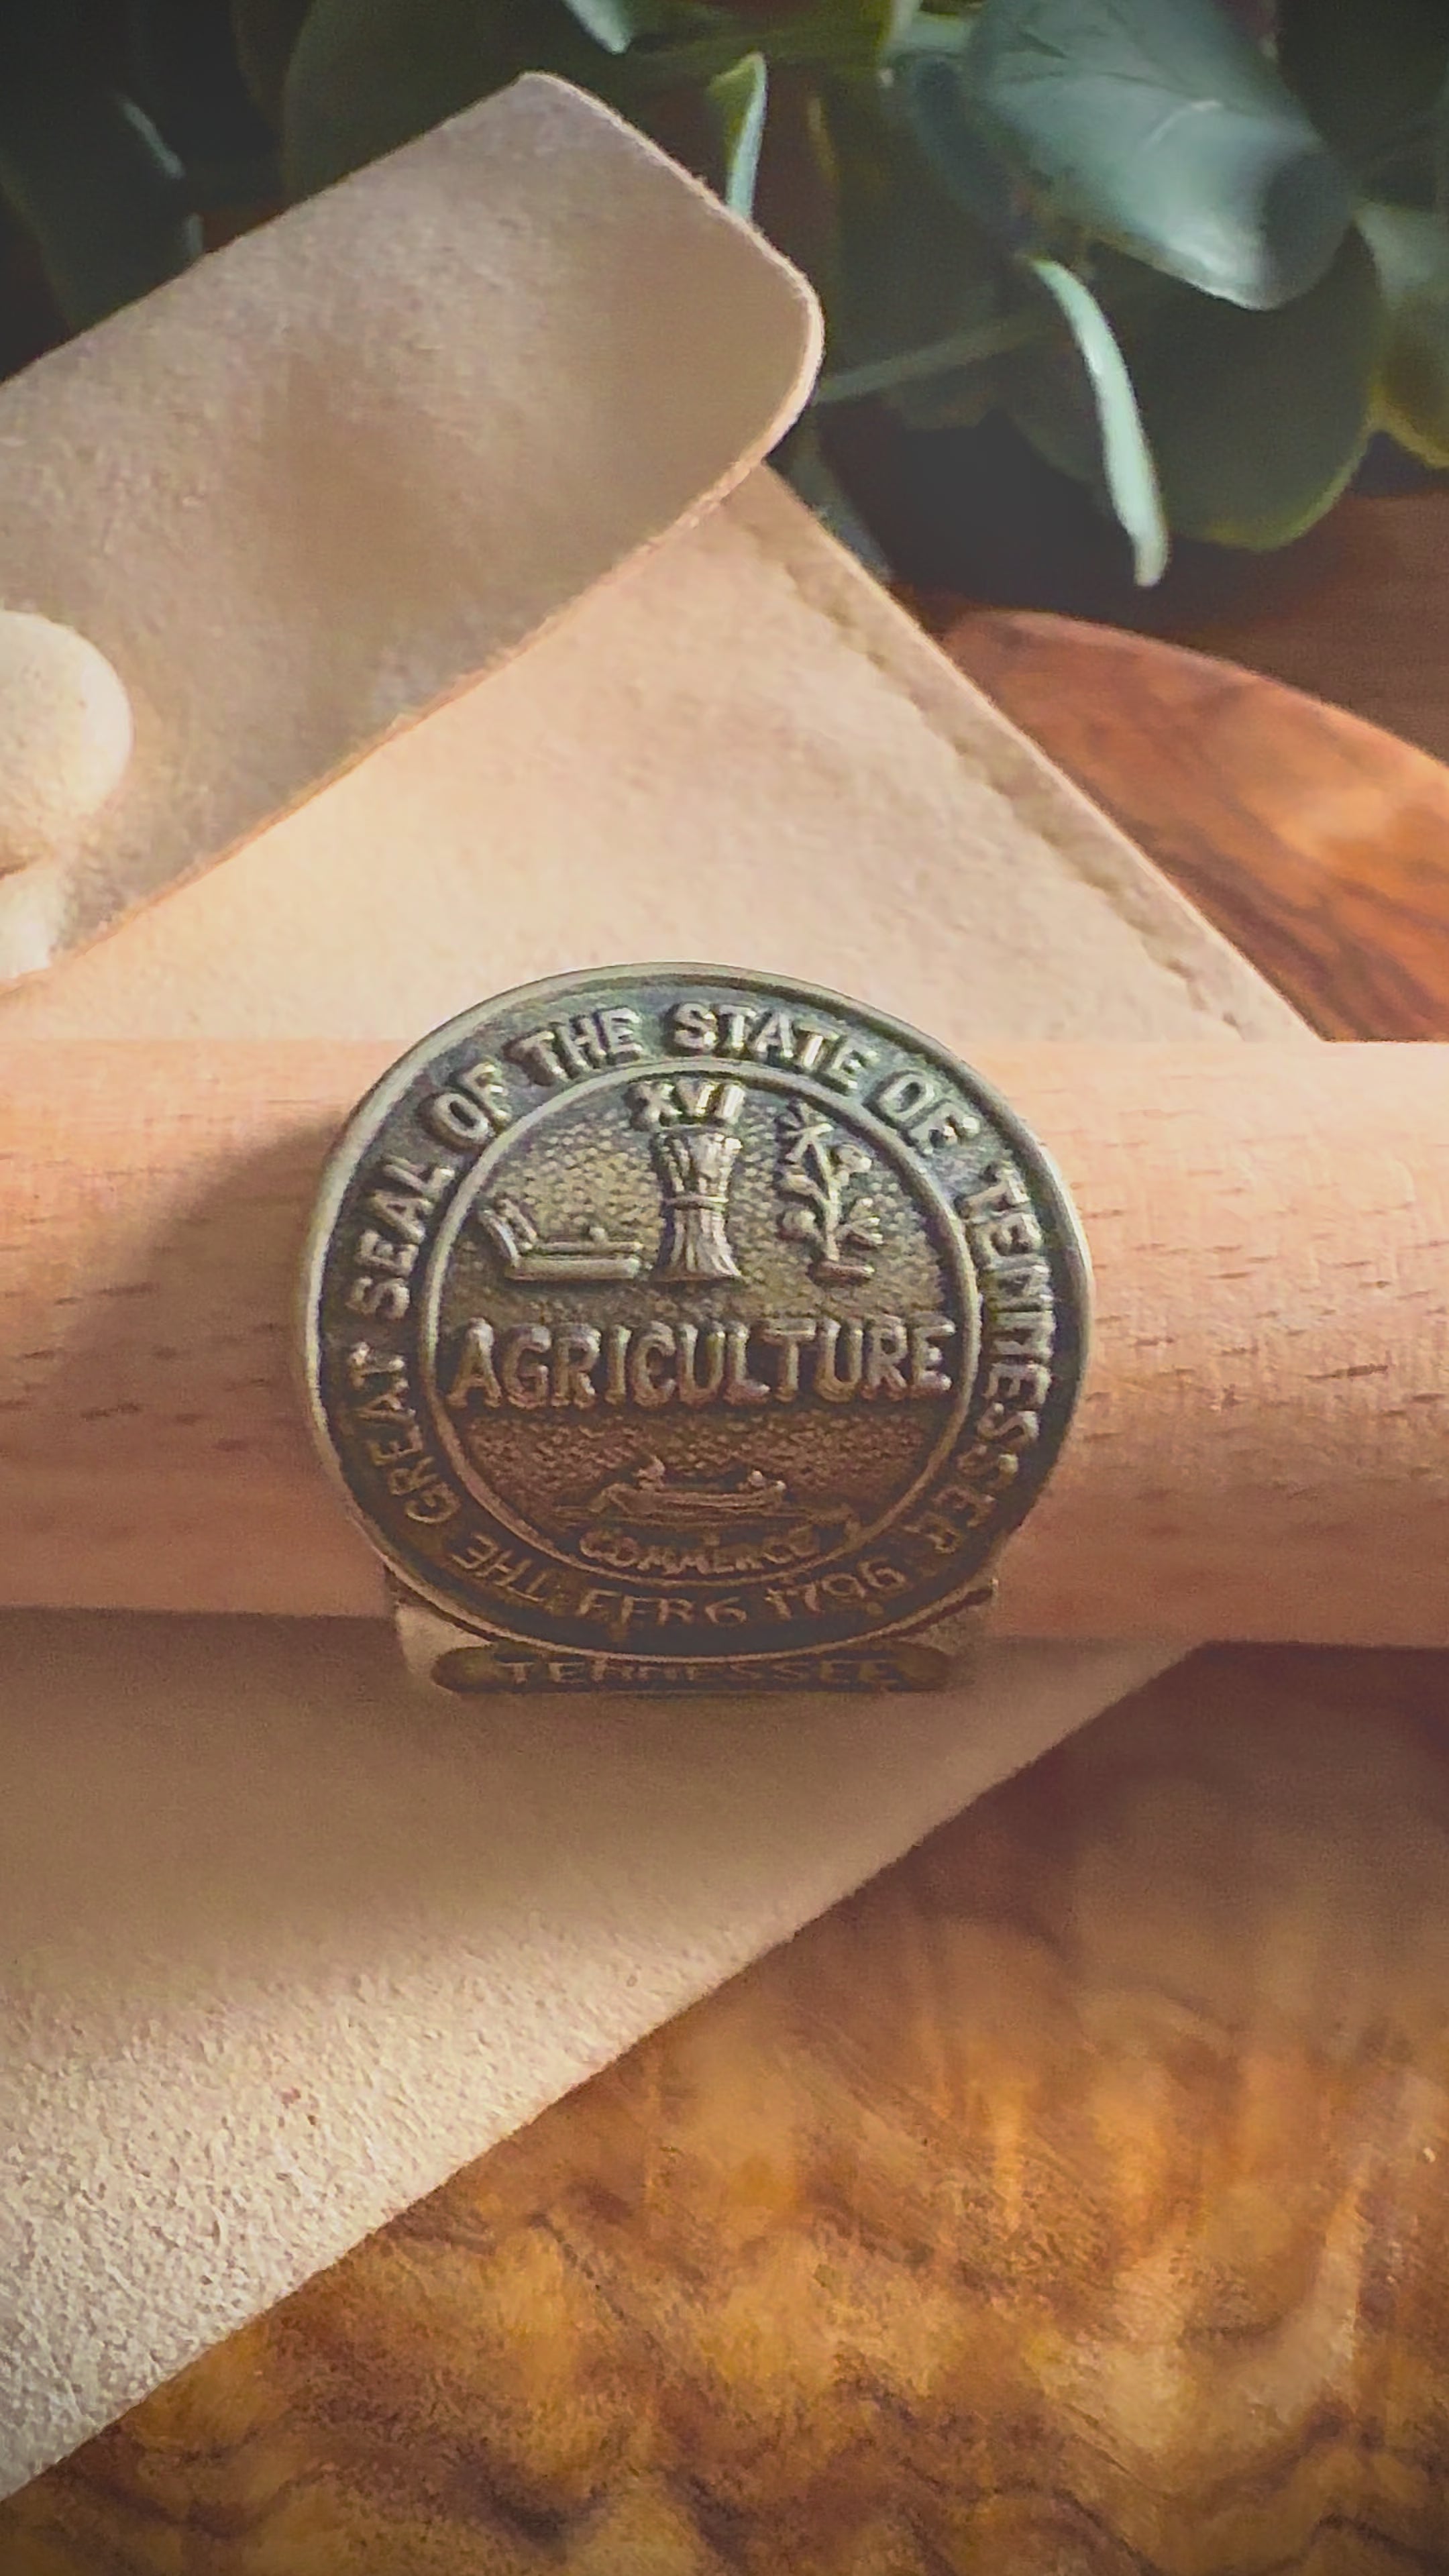 THE GREAT SEAL OF THE STATE OF TENNESSEE
XVI
AGRICULTURE
COMMERCE
FEB 6 1796
TENNESSEE